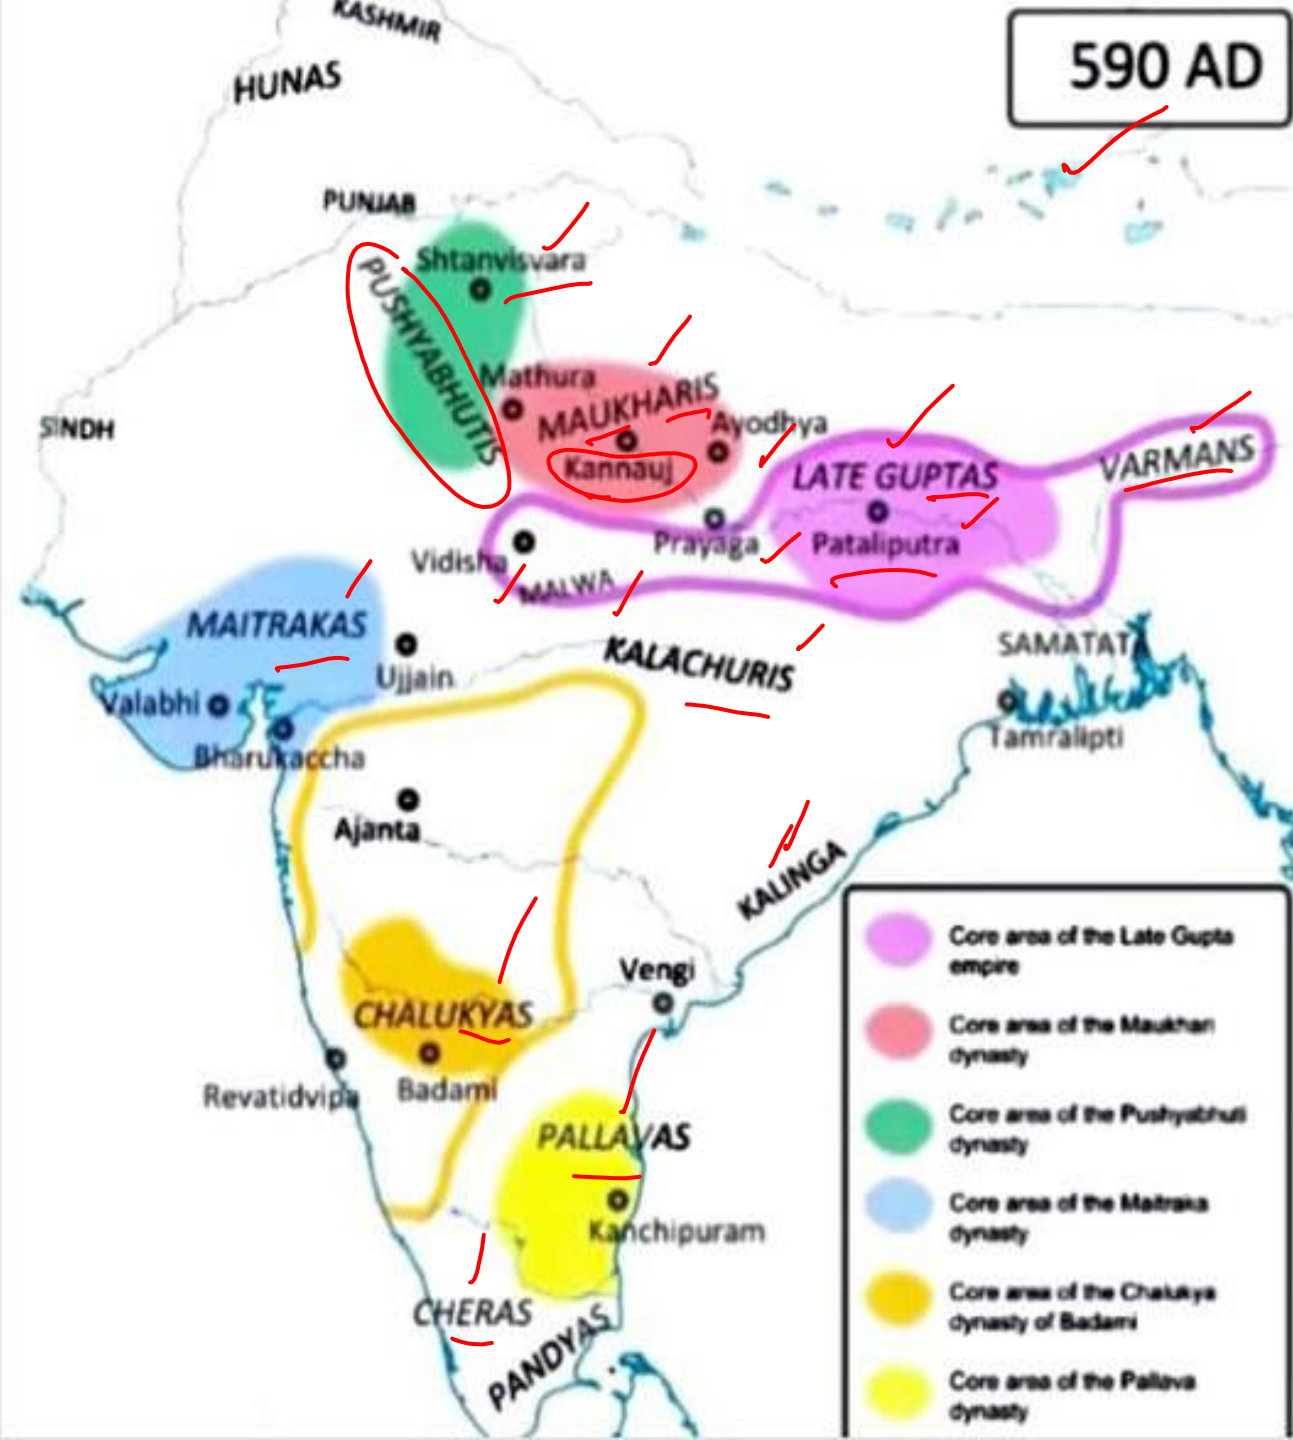 KASHMIR
590 AD
HUNAS
PUNJAB
Shtanvisvara
PUSHYABHUTIS
Mathura
MAUKHARIS
SINDH
Ayodhya
Kannauj
LATE GUPTAS
VARMANS
Prayaga
Pataliputra
Vidisha
MALWA
MAITRAKAS
SAMATATA
KALACHURIS
Ujjain
Valabhi
Tamralipti
Bharukaccha
Ajanta
KALINGA
Vengi
CHALUKYAS
Badami
Revatidvipa
PALLAVAS
Kanchipuram
CHERAS
PANDYAS
Core area of the Late Gupta
empire
Core area of the Maukhari
dynasty
Core area of the Pushyabhuti
dynasty
Core area of the Maitraka
dynasty
Core area of the Chalukya
dynasty of Badami
Core area of the Pallava
dynasty